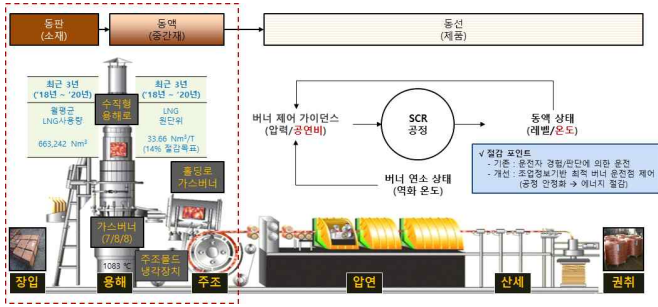 동판
(소재)
동액
(중간재)
동선
(제품)
최근 3년
('18년 ~ '20년)
월평균
LNG사용량
663,242 Nm³
수직형
용해로
최근 3년
('18년 ~ '20년)
LNG
원단위
33.66 Nm³/T
(14% 절감목표)
홀딩로
가스버너
가스버너
(7/8/8)
1083 ℃
주조몰드
냉각장치
버너 제어 가이던스
(압력/공연비)
SCR
공정
동액 상태
(레벨/온도)
버너 연소 상태
(역화 온도)
√ 절감 포인트
- 기준 : 운전자 경험/판단에 의한 운전
- 개선 : 조업정보기반 최적 버너 운전점 제어
(공정 안정화 → 에너지 절감)
장입
용해
주조
압연
산세
권취